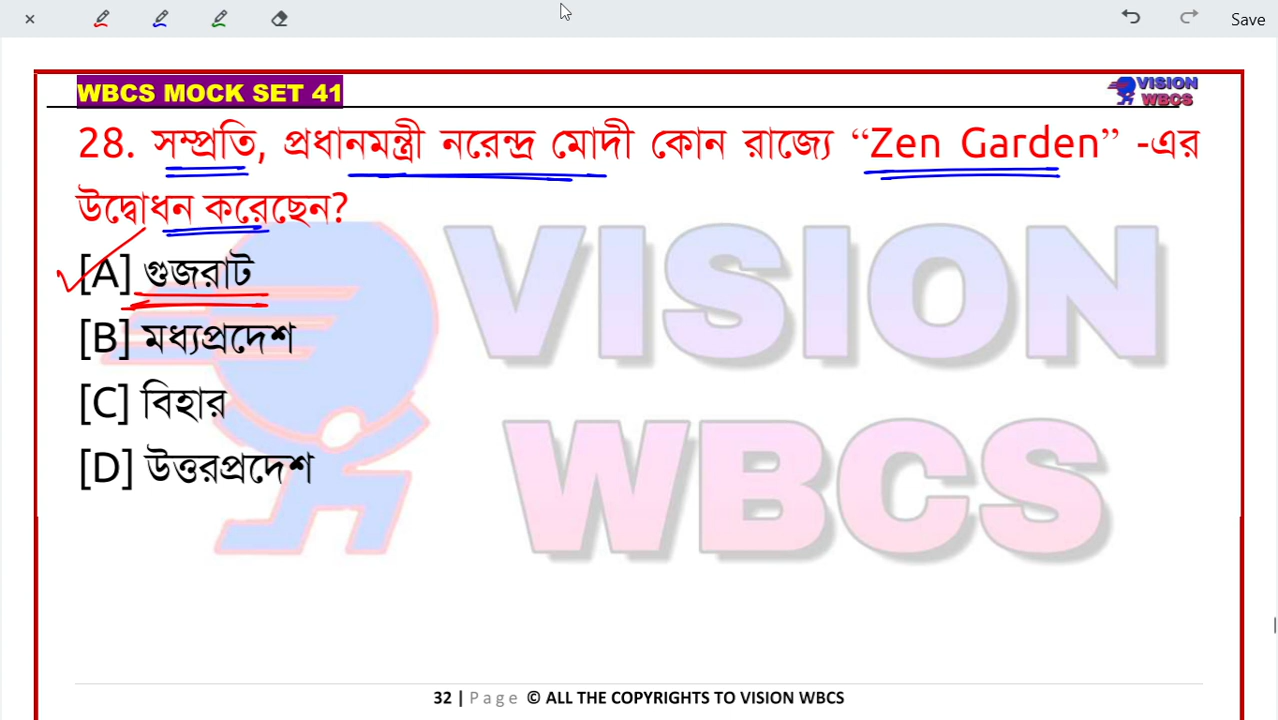 Save
WBCS MOCK SET 41
VISION
WBCS
28. সম্প্রতি, প্রধানমন্ত্রী নরেন্দ্র মোদী কোন রাজ্যে “Zen Garden” -এর
উদ্বোধন করেছেন?
[A] গুজরাট
[B] মধ্যপ্রদেশ
[C] বিহার
[D] উত্তরপ্রদেশ
VISION
WBCS
32 | Page © ALL THE COPYRIGHTS TO VISION WBCS